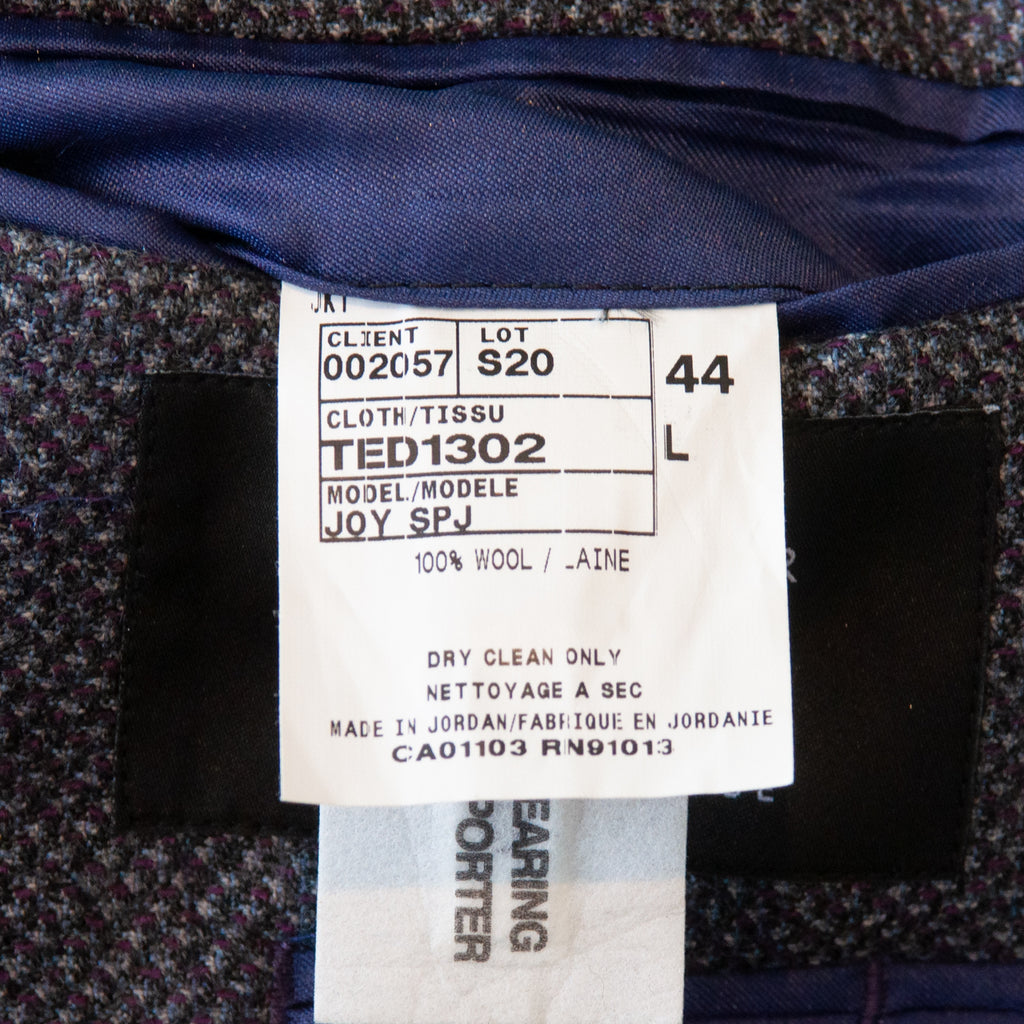 JKT
CLIENT LOT
002057 S20
44
CLOTH/TISSU
TED1302
L
MODEL/MODELE
JOY SPJ
100% WOOL / LAINE
DRY CLEAN ONLY
NETTOYAGE A SEC
MADE IN JORDAN/FABRIQUE EN JORDANIE
CA01103 RN91013
EARING
PORTER